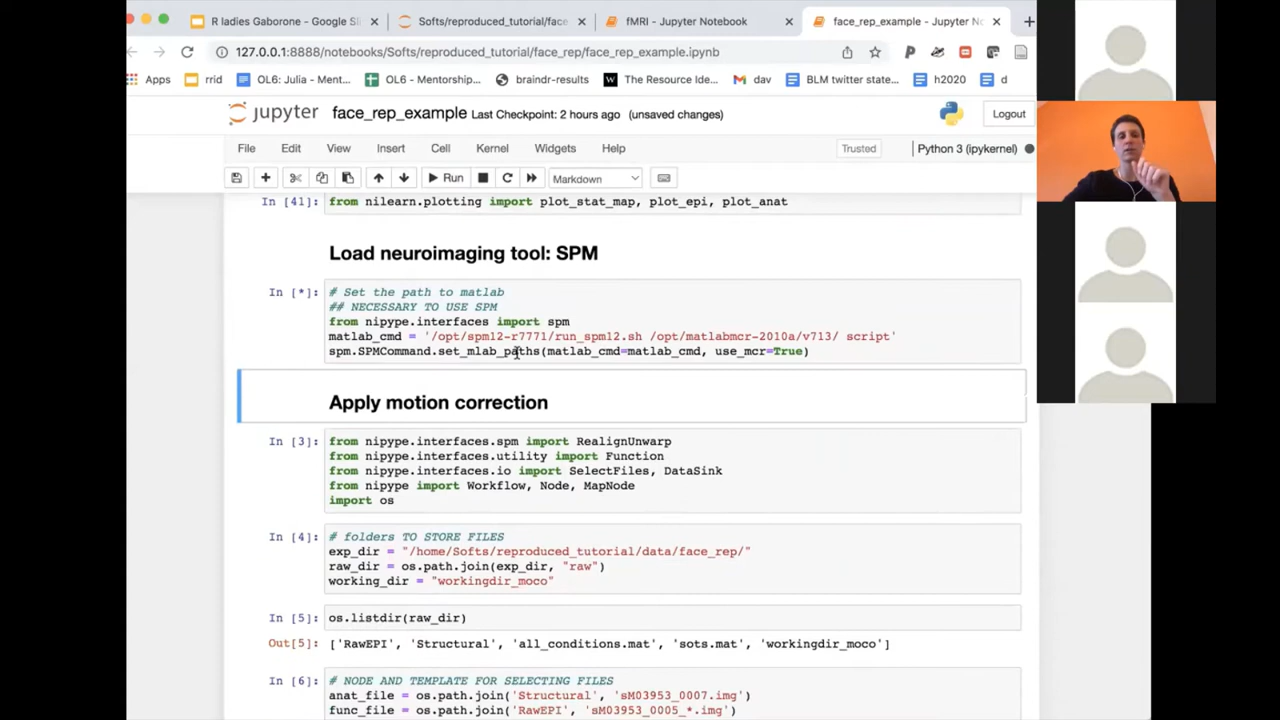 R ladies Gaborone - Google Sl
Softs/reproduced_tutorial/face
fMRI - Jupyter Notebook
face_rep_example - Jupyter N
127.0.0.1:8888/notebooks/Softs/reproduced_tutorial/face_rep/face_rep_example.ipynb
Apps rrid OL6: Julia - Ment... OL6 - Mentorship... braindr-results The Resource Ide... dav BLM twitter state... h2020 d
jupyter face_rep_example Last Checkpoint: 2 hours ago (unsaved changes) Logout
File Edit View Insert Cell Kernel Widgets Help Trusted Python 3 (ipykernel)
Run Markdown
In [41]: from nilearn.plotting import plot_stat_map, plot_epi, plot_anat
Load neuroimaging tool: SPM
In [*]: # Set the path to matlab
## NECESSARY TO USE SPM
from nipype.interfaces import spm
matlab_cmd = '/opt/spm12-r7771/run_spm12.sh /opt/matlabmcr-2010a/v713/ script'
spm.SPMCommand.set_mlab_paths(matlab_cmd=matlab_cmd, use_mcr=True)
Apply motion correction
In [3]: from nipype.interfaces.spm import RealignUnwarp
from nipype.interfaces.utility import Function
from nipype.interfaces.io import SelectFiles, DataSink
from nipype import Workflow, Node, MapNode
import os
In [4]: # folders TO STORE FILES
exp_dir = "/home/Softs/reproduced_tutorial/data/face_rep/"
raw_dir = os.path.join(exp_dir, "raw")
working_dir = "workingdir_moco"
In [5]: os.listdir(raw_dir)
Out[5]: ['RawEPI', 'Structural', 'all_conditions.mat', 'sots.mat', 'workingdir_moco']
In [6]: # NODE AND TEMPLATE FOR SELECTING FILES
anat_file = os.path.join('Structural', 'sM03953_0007.img')
func_file = os.path.join('RawEPI', 'sM03953_0005_*.img')